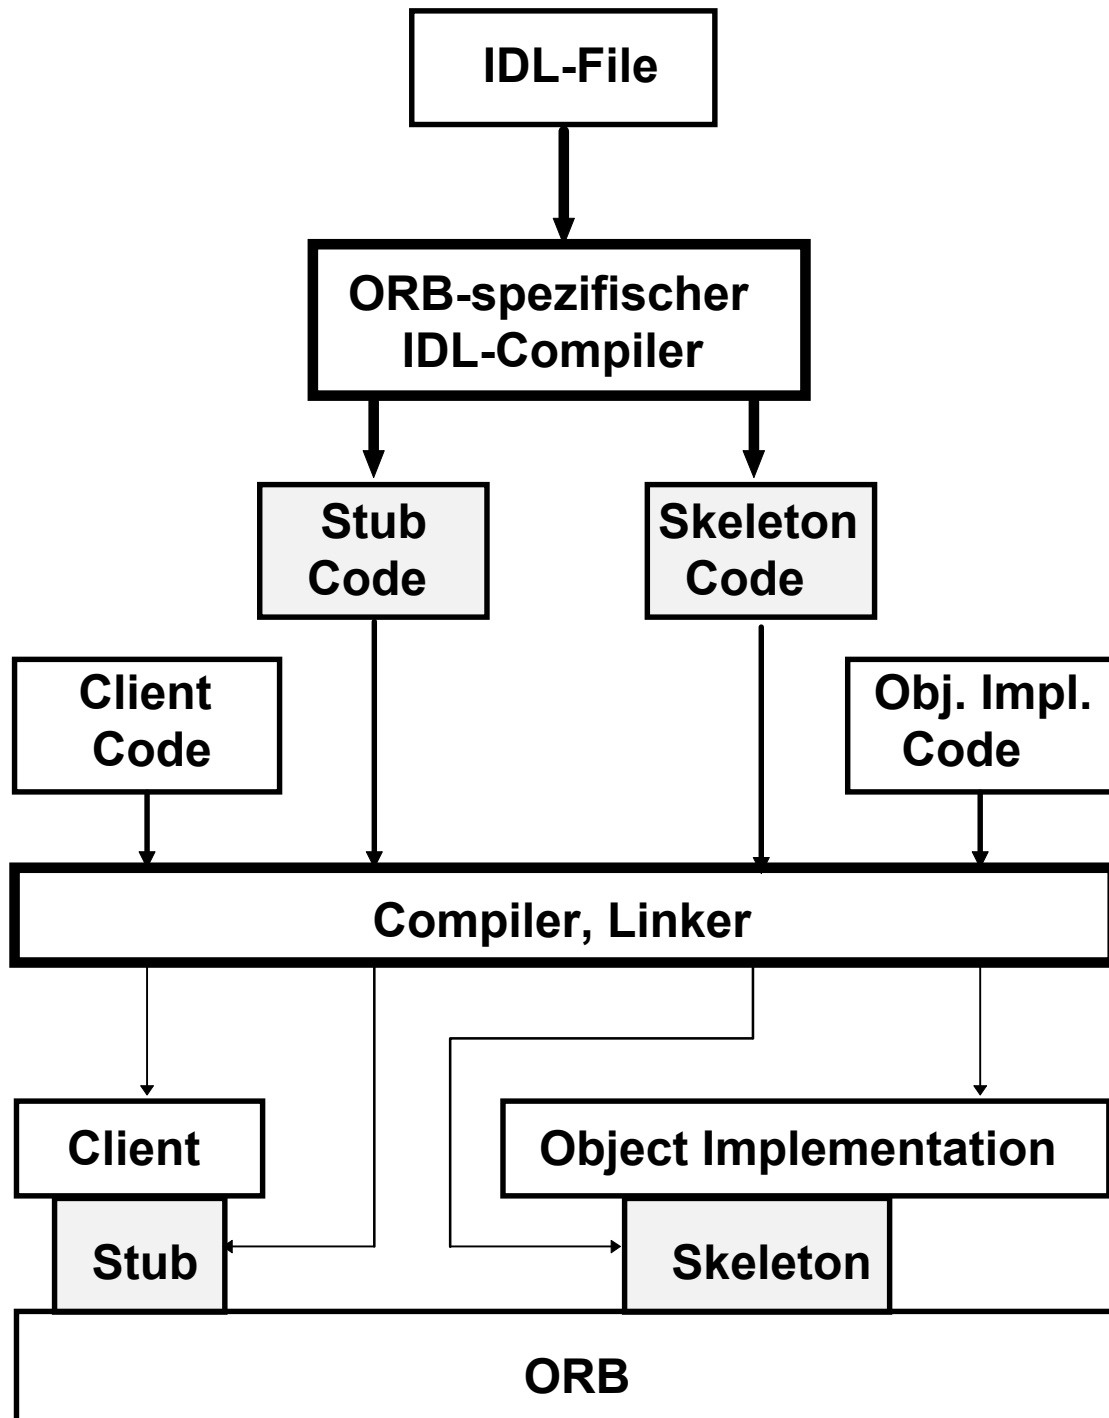 IDL-File
ORB-spezifischer
IDL-Compiler
Stub
Code
Skeleton
Code
Client
Code
Obj. Impl.
Code
Compiler, Linker
Client
Object Implementation
Stub
Skeleton
ORB